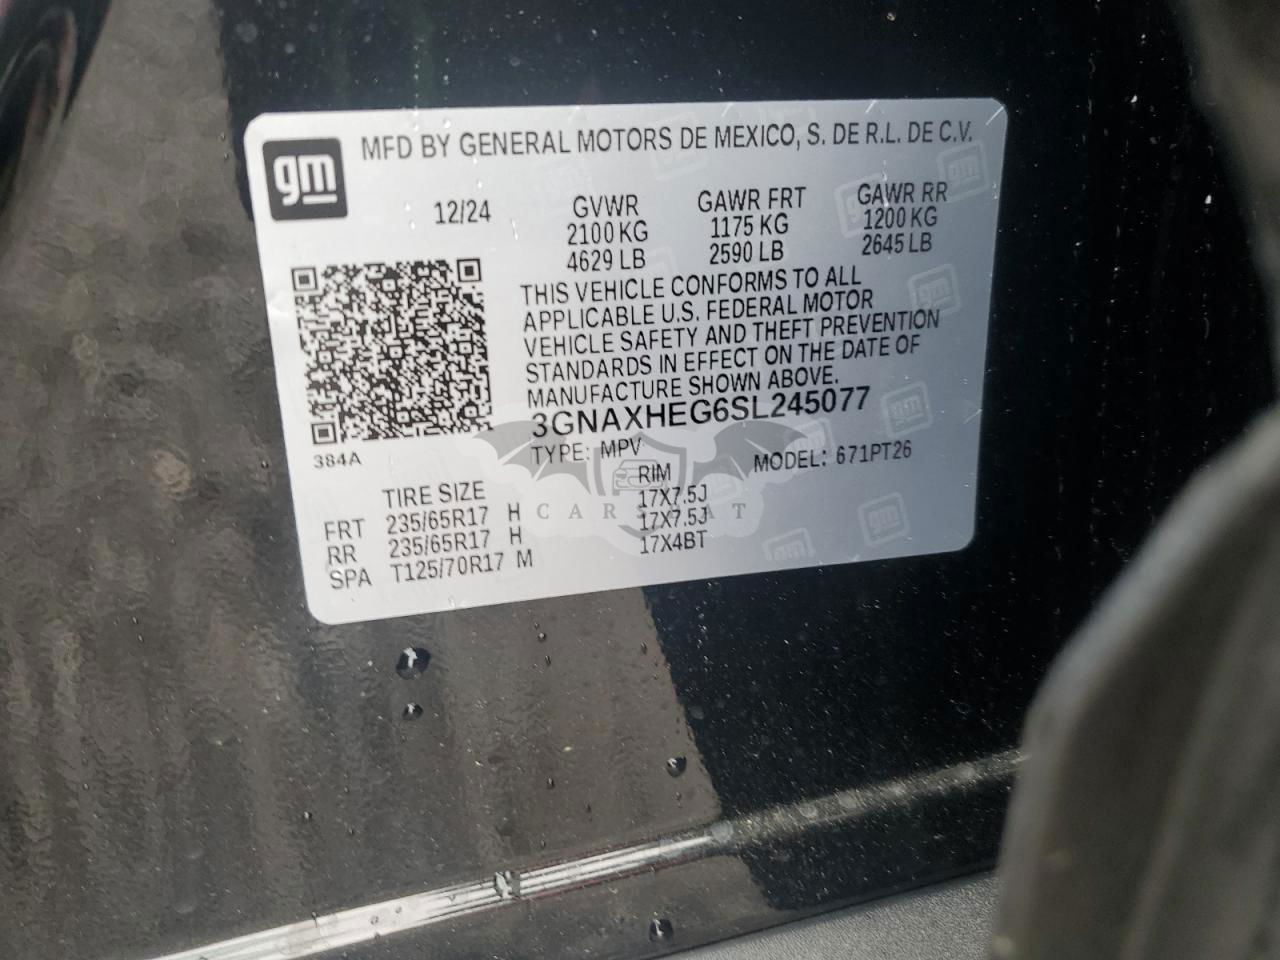 gm
MFD BY GENERAL MOTORS DE MEXICO, S. DE R.L. DE C.V.
12/24 GVWR GAWR FRT GAWR RR
2100 KG 1175 KG 1200 KG
4629 LB 2590 LB 2645 LB
THIS VEHICLE CONFORMS TO ALL
APPLICABLE U.S. FEDERAL MOTOR
VEHICLE SAFETY AND THEFT PREVENTION
STANDARDS IN EFFECT ON THE DATE OF
MANUFACTURE SHOWN ABOVE.
3GNAXHEG6SL245077
384A
TYPE: MPV MODEL: 671PT26
TIRE SIZE RIM
FRT 235/65R17 H 17X7.5J
RR 235/65R17 H 17X7.5J
SPA T125/70R17 M 17X4BT